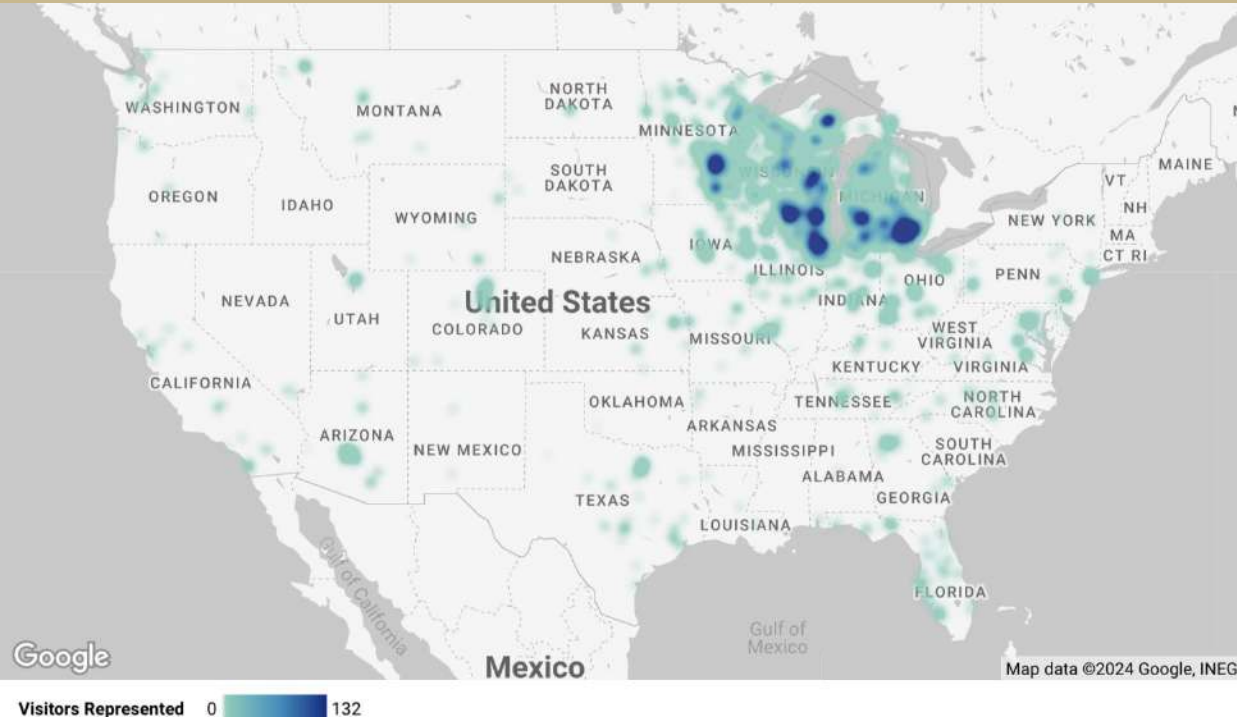 WASHINGTON
MONTANA
NORTH
DAKOTA
MINNESOTA
SOUTH
DAKOTA
WISCONSIN
MICHIGAN
MAINE
VT
NH
NEW YORK
MA
CT RI
OREGON
IDAHO
WYOMING
NEBRASKA
IOWA
ILLINOIS
INDIANA
OHIO
PENN
NEVADA
UTAH
United States
COLORADO
KANSAS
MISSOURI
WEST
VIRGINIA
KENTUCKY
VIRGINIA
CALIFORNIA
ARIZONA
NEW MEXICO
OKLAHOMA
ARKANSAS
TENNESSEE
NORTH
CAROLINA
MISSISSIPPI
SOUTH
CAROLINA
ALABAMA
GEORGIA
TEXAS
LOUISIANA
FLORIDA
Gulf of California
Gulf of
Mexico
Mexico
Google
Map data ©2024 Google, INEG
Visitors Represented 0 132